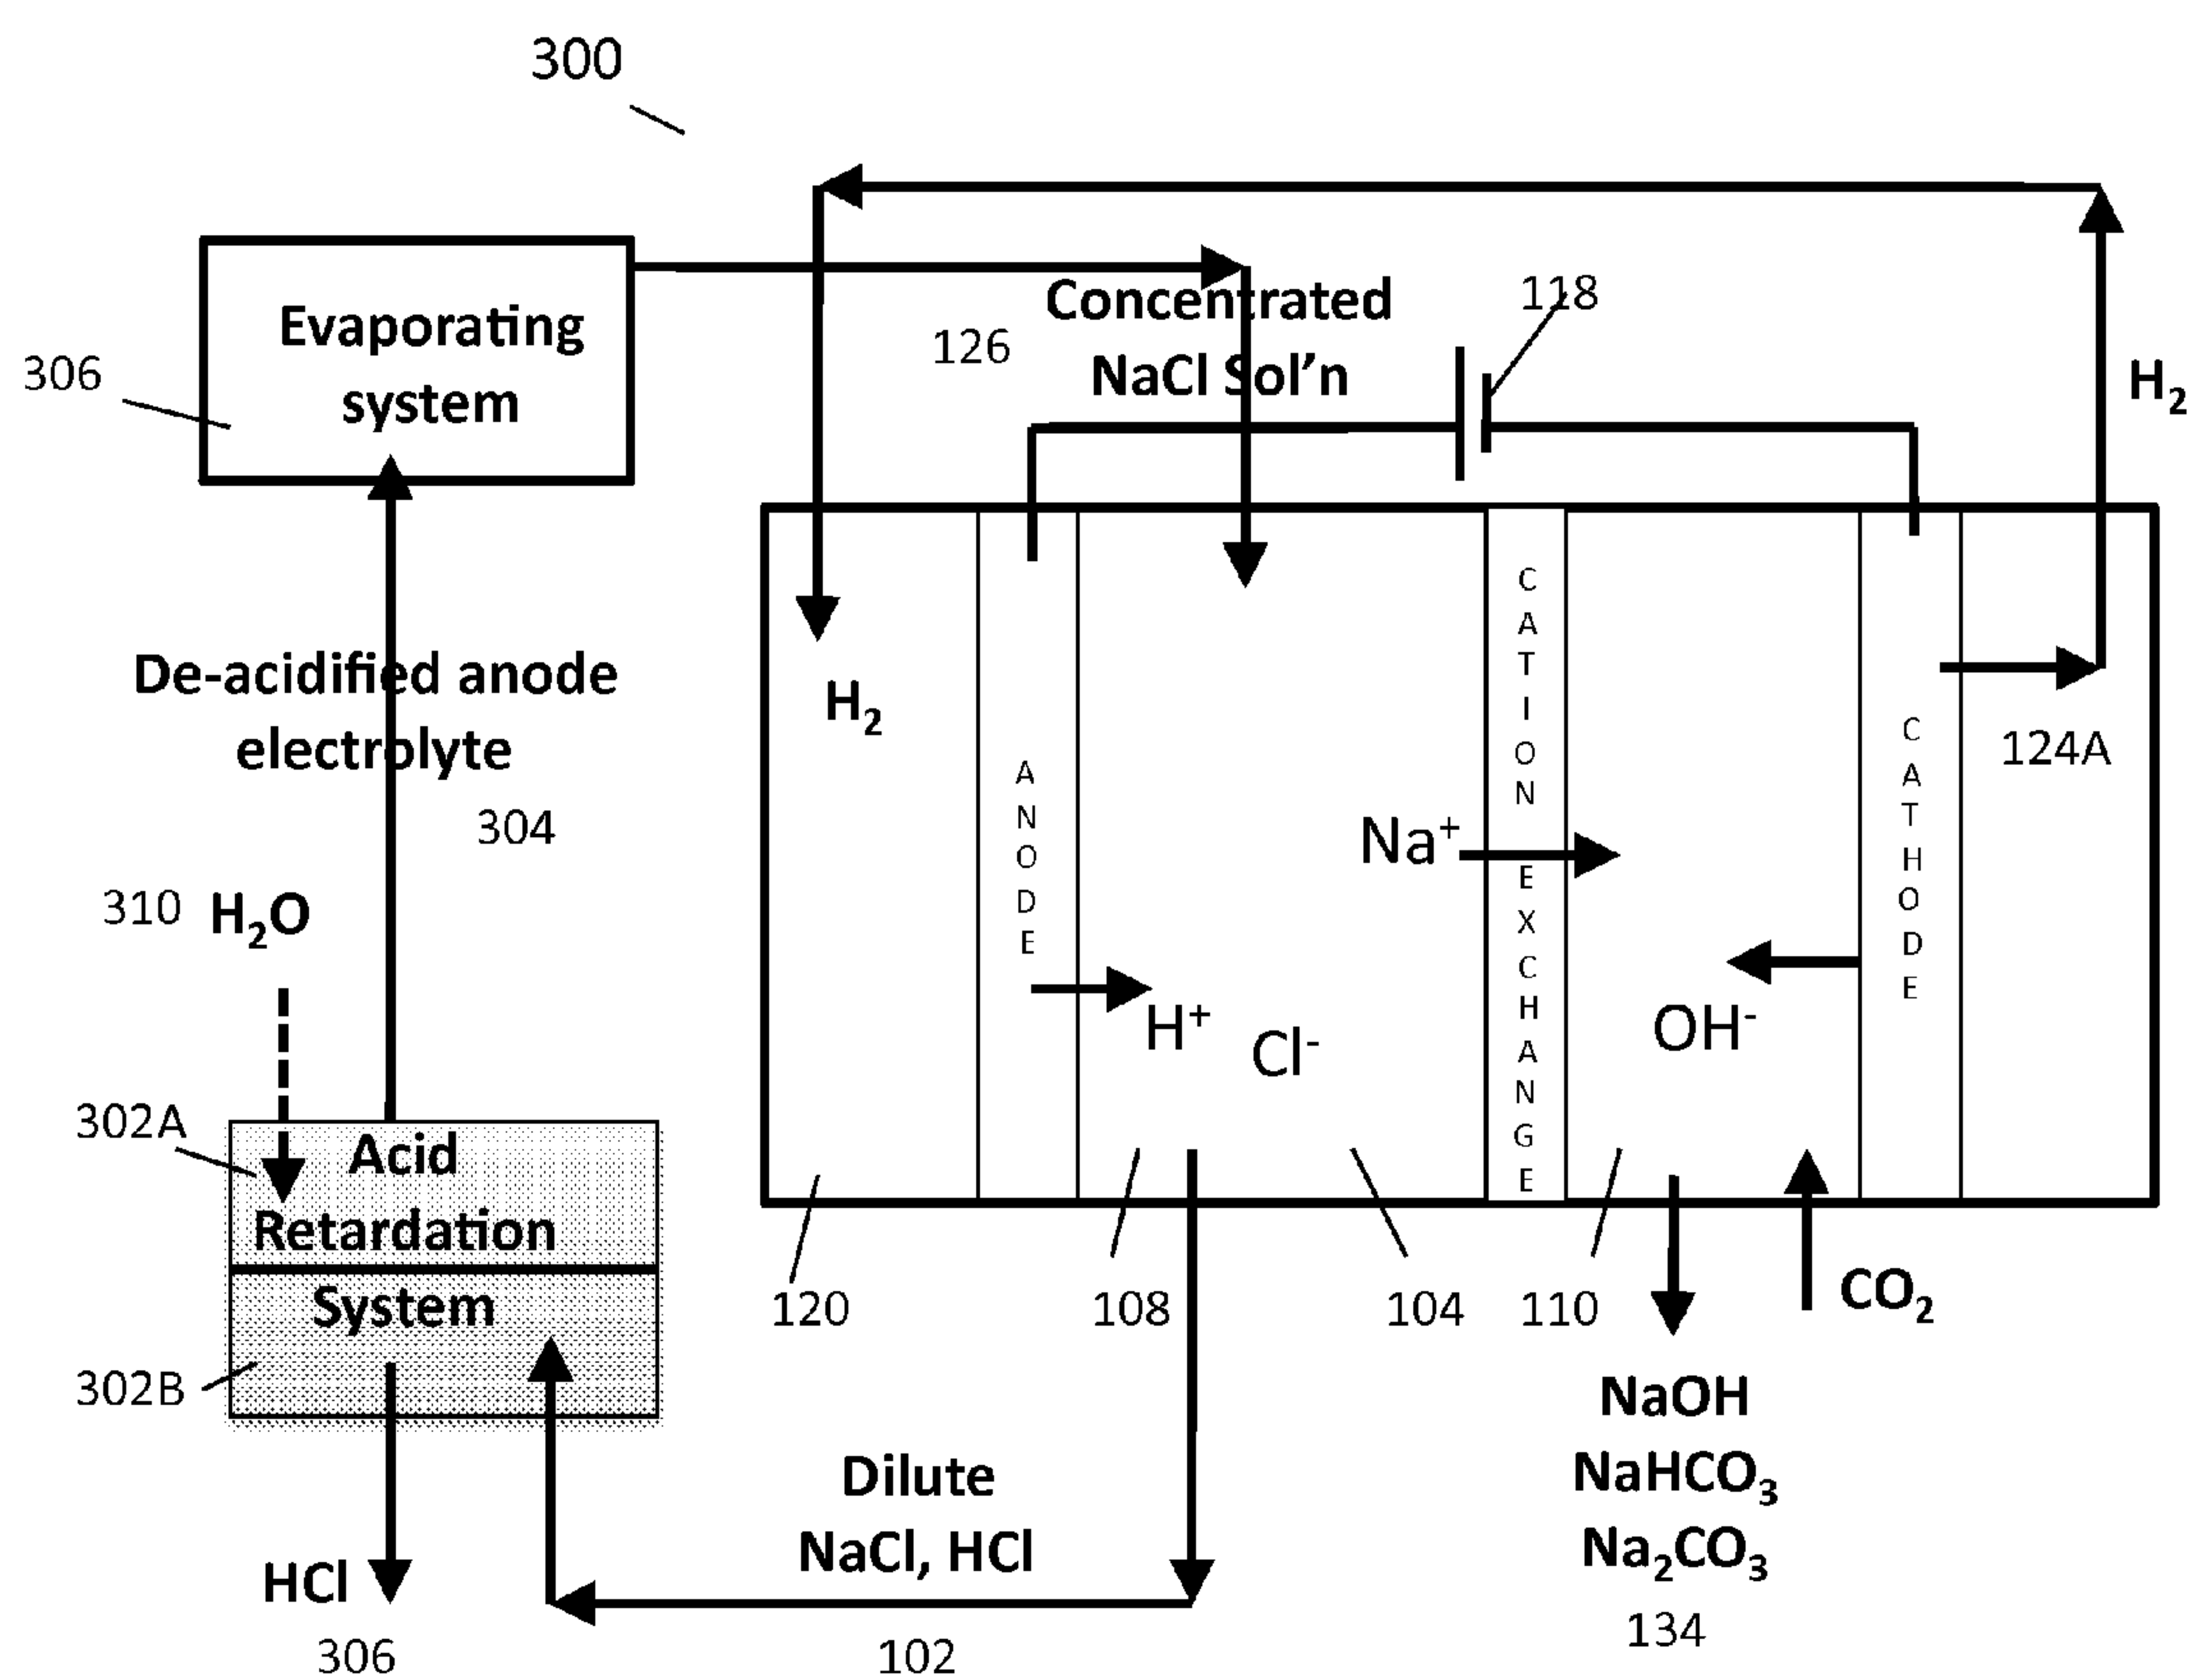 300
Evaporating
system
306
126
Concentrated
NaCl Sol’n
118
H₂
De-acidified anode
electrolyte
304
310
H₂O
H₂
ANODE
CATION EXCHANGE
CATHODE
Na⁺
124A
H⁺
Cl⁻
OH⁻
302A
Acid
Retardation
System
302B
120
108
104
110
CO₂
HCl
306
Dilute
NaCl, HCl
102
NaOH
NaHCO₃
Na₂CO₃
134